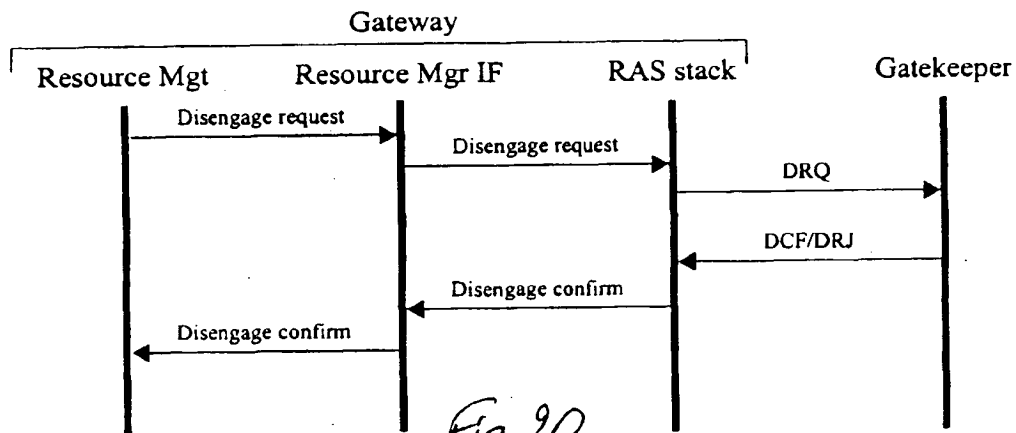 Gateway
Resource Mgt Resource Mgr IF RAS stack Gatekeeper
Disengage request
Disengage request
DRQ
DCF/DRJ
Disengage confirm
Disengage confirm
Fig